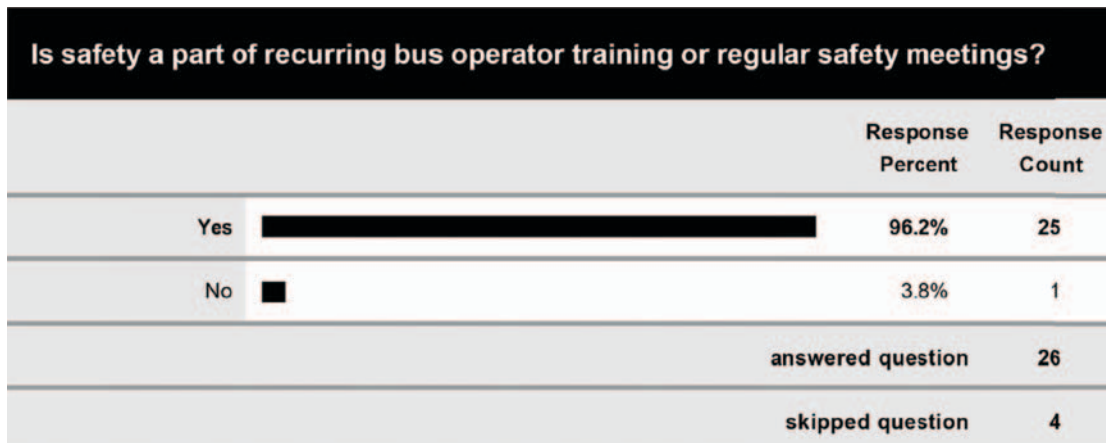 Is safety a part of recurring bus operator training or regular safety meetings?
Response Percent Response Count
Yes 96.2% 25
No 3.8% 1
answered question 26
skipped question 4